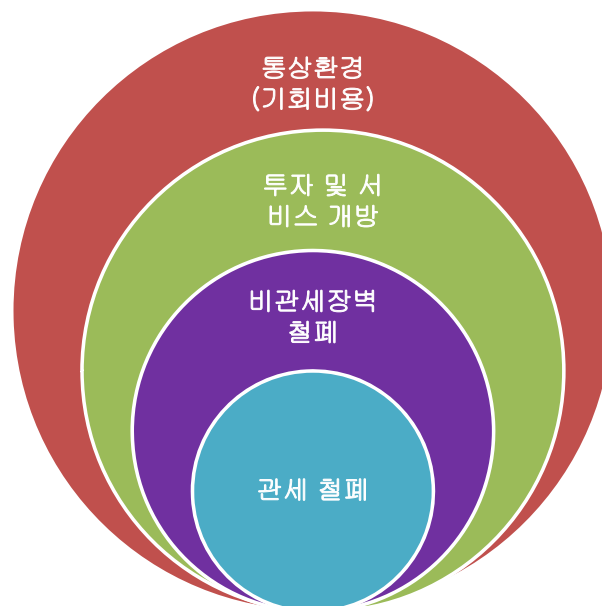 통상환경
(기회비용)
투자 및 서
비스 개방
비관세장벽
철폐
관세 철폐